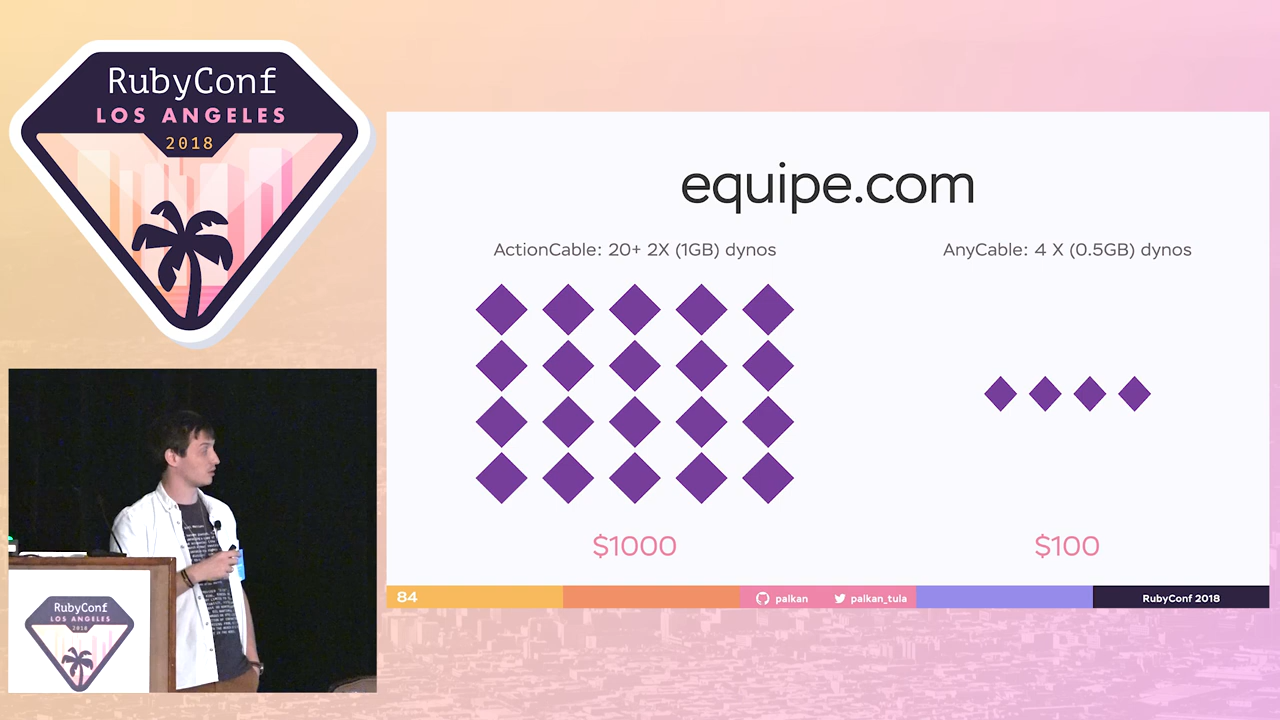 RubyConf
LOS ANGELES
2018
equipe.com
ActionCable: 20+ 2X (1GB) dynos
AnyCable: 4 X (0.5GB) dynos
$1000
$100
84
palkan
palkan_tula
RubyConf 2018
RubyConf
LOS ANGELES
2018